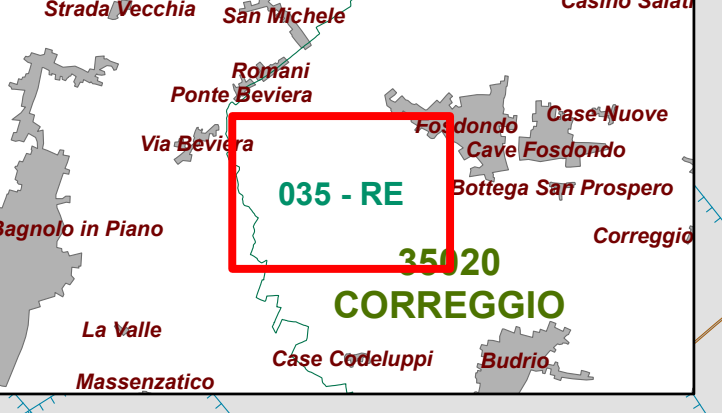 Strada Vecchia
San Michele
Casino Salati
Romani
Ponte Beviera
Case Nuove
Fosdondo
Via Beviera
Cave Fosdondo
035 - RE
Bottega San Prospero
Bagnolo in Piano
Correggio
35020
CORREGGIO
La Valle
Case Codeluppi
Budrio
Massenzatico